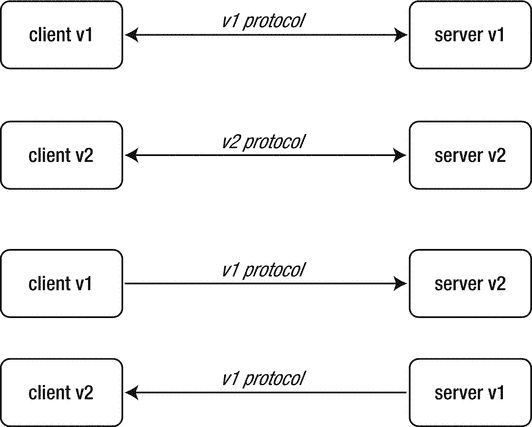 client v1 v1 protocol server v1
client v2 v2 protocol server v2
client v1 v1 protocol server v2
client v2 v1 protocol server v1